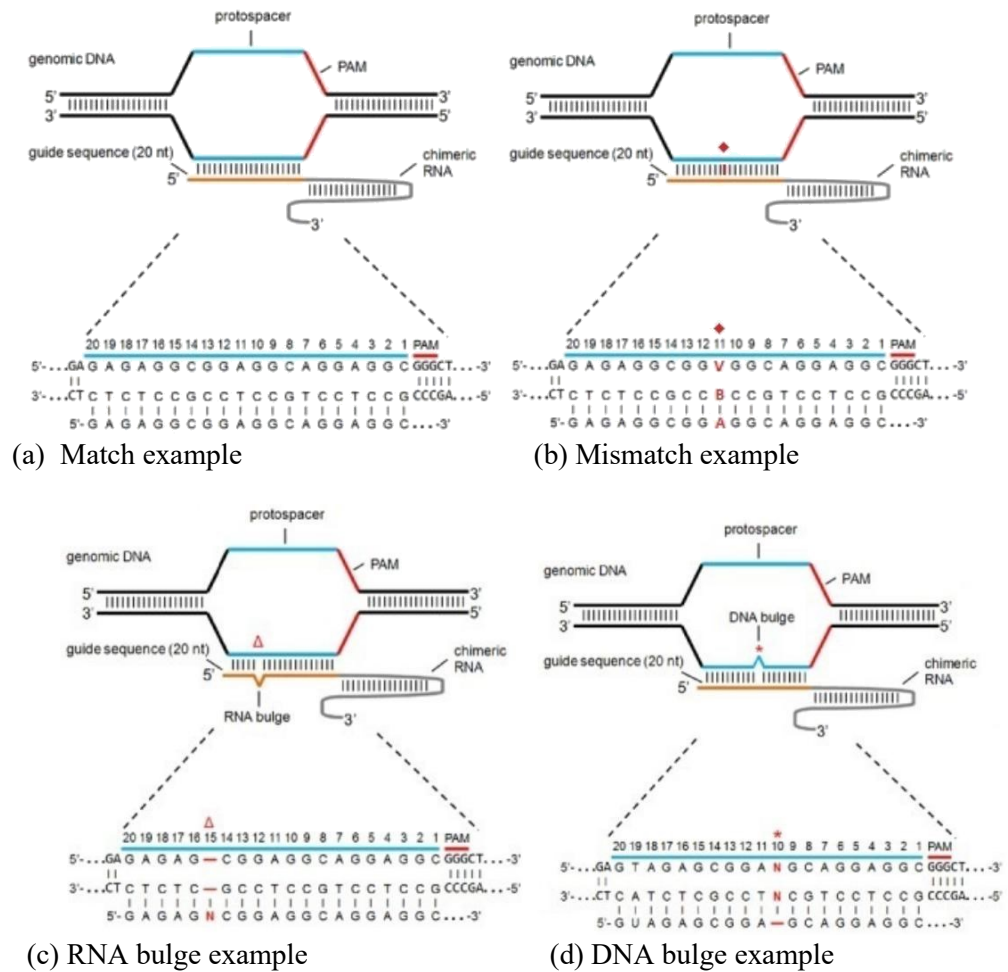 protospacer
genomic DNA
PAM
5' 3'
3' 5'
guide sequence (20 nt)
chimeric
RNA
5'
3'
20 19 18 17 16 15 14 13 12 11 10 9 8 7 6 5 4 3 2 1 PAM
5'-....GA G A G A G G C G G A G G C A G G A G G C GGGCT....-3'
3'-....CT C T C T C C G C C T C C G T C C T C C G CCCGA...-5'
5'- G A G A G G C G G A G G C A G G A G G C....-3'
(a) Match example
protospacer
genomic DNA
PAM
5' 3'
3' 5'
guide sequence (20 nt)
chimeric
RNA
5'
3'
20 19 18 17 16 15 14 13 12 11 10 9 8 7 6 5 4 3 2 1 PAM
5'-....GA G A G A G G C G G V G G C A G G A G G C GGGCT....-3'
3'-....CT C T C T C C G C C B C C G T C C T C C G CCCGA...-5'
5'- G A G A G G C G G A G G C A G G A G G C....-3'
(b) Mismatch example
protospacer
genomic DNA
PAM
5' 3'
3' 5'
Δ
guide sequence (20 nt)
chimeric
RNA
5'
RNA bulge
3'
Δ
20 19 18 17 16 15 14 13 12 11 10 9 8 7 6 5 4 3 2 1 PAM
5'-....GA G A G A G — C G G A G G C A G G A G G C GGGCT....-3'
3'-....CT C T C T C — G C C T C C G T C C T C C G CCCGA...-5'
5'- G A G A G N C G G A G G C A G G A G G C....-3'
(c) RNA bulge example
protospacer
genomic DNA
PAM
5' 3'
3' 5'
DNA bulge
*
guide sequence (20 nt)
chimeric
RNA
5'
3'
*
20 19 18 17 16 15 14 13 12 11 10 9 8 7 6 5 4 3 2 1 PAM
5'-....GA G T A G A G C G G A N G C A G G A G G C GGGCT....-3'
3'-....CT C A T C T C G C C T N C G T C C T C C G CCCGA...-5'
5'- G U A G A G C G G A — G C A G G A G G C....-3'
(d) DNA bulge example